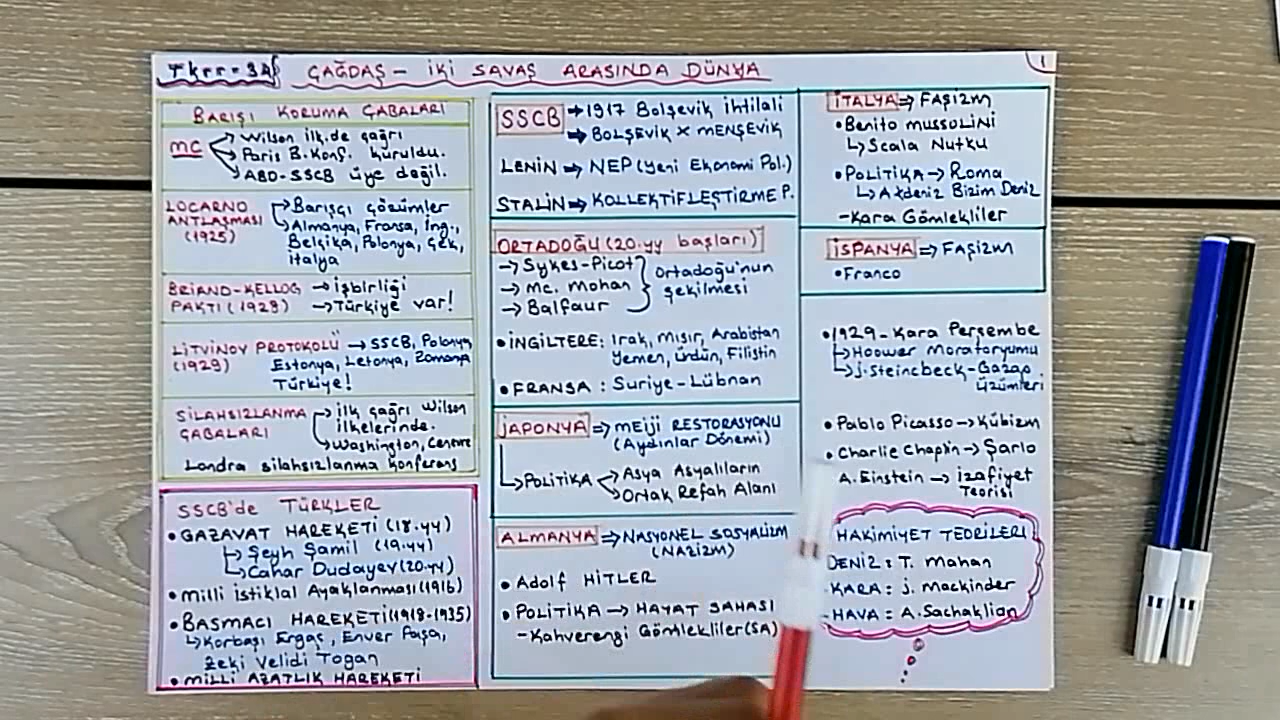 Tkrr=3A
ÇAĞDAŞ – İKİ SAVAŞ ARASINDA DÜNYA
1
BARIŞI KORUMA ÇABALARI
MC → Wilson ilk.de çağrı
→ Paris B.Konf. kuruldu.
→ ABD-SSCB üye değil.
LOCARNO ANTLAŞMASI (1925)
→ Barışçı çözümler
→ Almanya, Fransa, İng.,
Belçika, Polonya, Çek,
İtalya
BRIAND-KELLOG PAKTI (1928)
→ işbirliği
→ Türkiye var!
LİTVİNOV PROTOKOLÜ (1929)
→ SSCB, Polonya,
Estonya, Letonya, Romanya
Türkiye!
SİLAHSIZLANMA ÇABALARI
→ ilk çağrı Wilson
ilkelerinde.
→ Washington, Cenevre
Londra silahsızlanma konferans
SSCB'de TÜRKLER
• GAZAVAT HAREKETİ (18.yy)
↳ Şeyh Şamil (19.yy)
↳ Cahar Dudayev (20.yy)
• Milli istiklal Ayaklanması (1916)
• BASMACI HAREKETİ (1918-1935)
↳ Korbaşı Ergaş, Enver Paşa,
Zeki Velidi Togan
• MİLLİ AZATLIK HAREKETİ
SSCB → 1917 Bolşevik ihtilali
→ BOLŞEVİK X MENŞEVİK
LENİN → NEP (Yeni Ekonomi Pol.)
STALİN → KOLLEKTİFLEŞTİRME P.
ORTADOĞU (20.yy başları)
→ Sykes-Picot
→ Mc. Mohan
→ Balfaur
} Ortadoğu'nun
şekilmesi
• İNGİLTERE: Irak, Mısır, Arabistan
Yemen, Ürdün, Filistin
• FRANSA : Suriye-Lübnan
JAPONYA ⇒ MEİJİ RESTORASYONU
(Aydınlar Dönemi)
↳ POLİTİKA → Asya Asyalıların
→ Ortak Refah Alanı
ALMANYA ⇒ NASYONEL SOSYALİZM
(NAZİZM)
• Adolf HİTLER
• POLİTİKA → HAYAT SAHASI
-Kahverengi Gömlekliler (SA)
İTALYA ⇒ FAŞİZM
• Benito MUSSOLİNİ
↳ Scala Nutku
• POLİTİKA → Roma
↳ Akdeniz Bizim Deniz
-Kara Gömlekliler
İSPANYA ⇒ FAŞİZM
• Franco
• 1929 - Kara Perşembe
↳ Hoower Moratoryumu
↳ J.Steincbeck-Gazap
Üzümleri
• Pablo Picasso → Kübizm
• Charlie Chaplin → Şarlo
A. Einstein → izafiyet
Teorisi
HAKİMİYET TEORİLERİ
DENİZ : T. Mahan
KARA : J. Mackinder
HAVA : A. Sachaklian